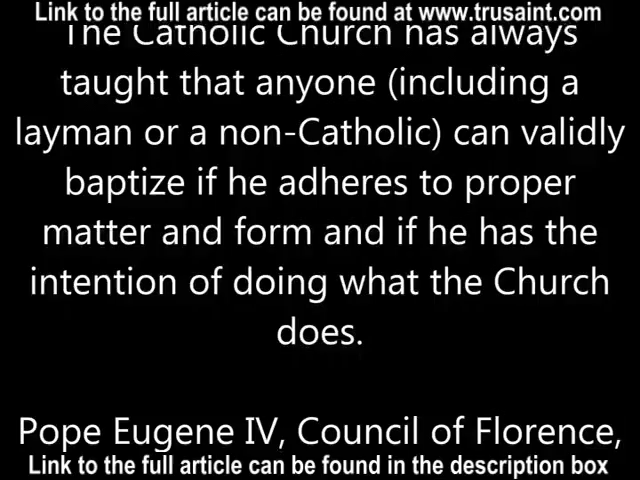 Link to the full article can be found at www.trusaint.com
The Catholic Church has always
taught that anyone (including a
layman or a non-Catholic) can validly
baptize if he adheres to proper
matter and form and if he has the
intention of doing what the Church
does.
Pope Eugene IV, Council of Florence,
Link to the full article can be found in the description box